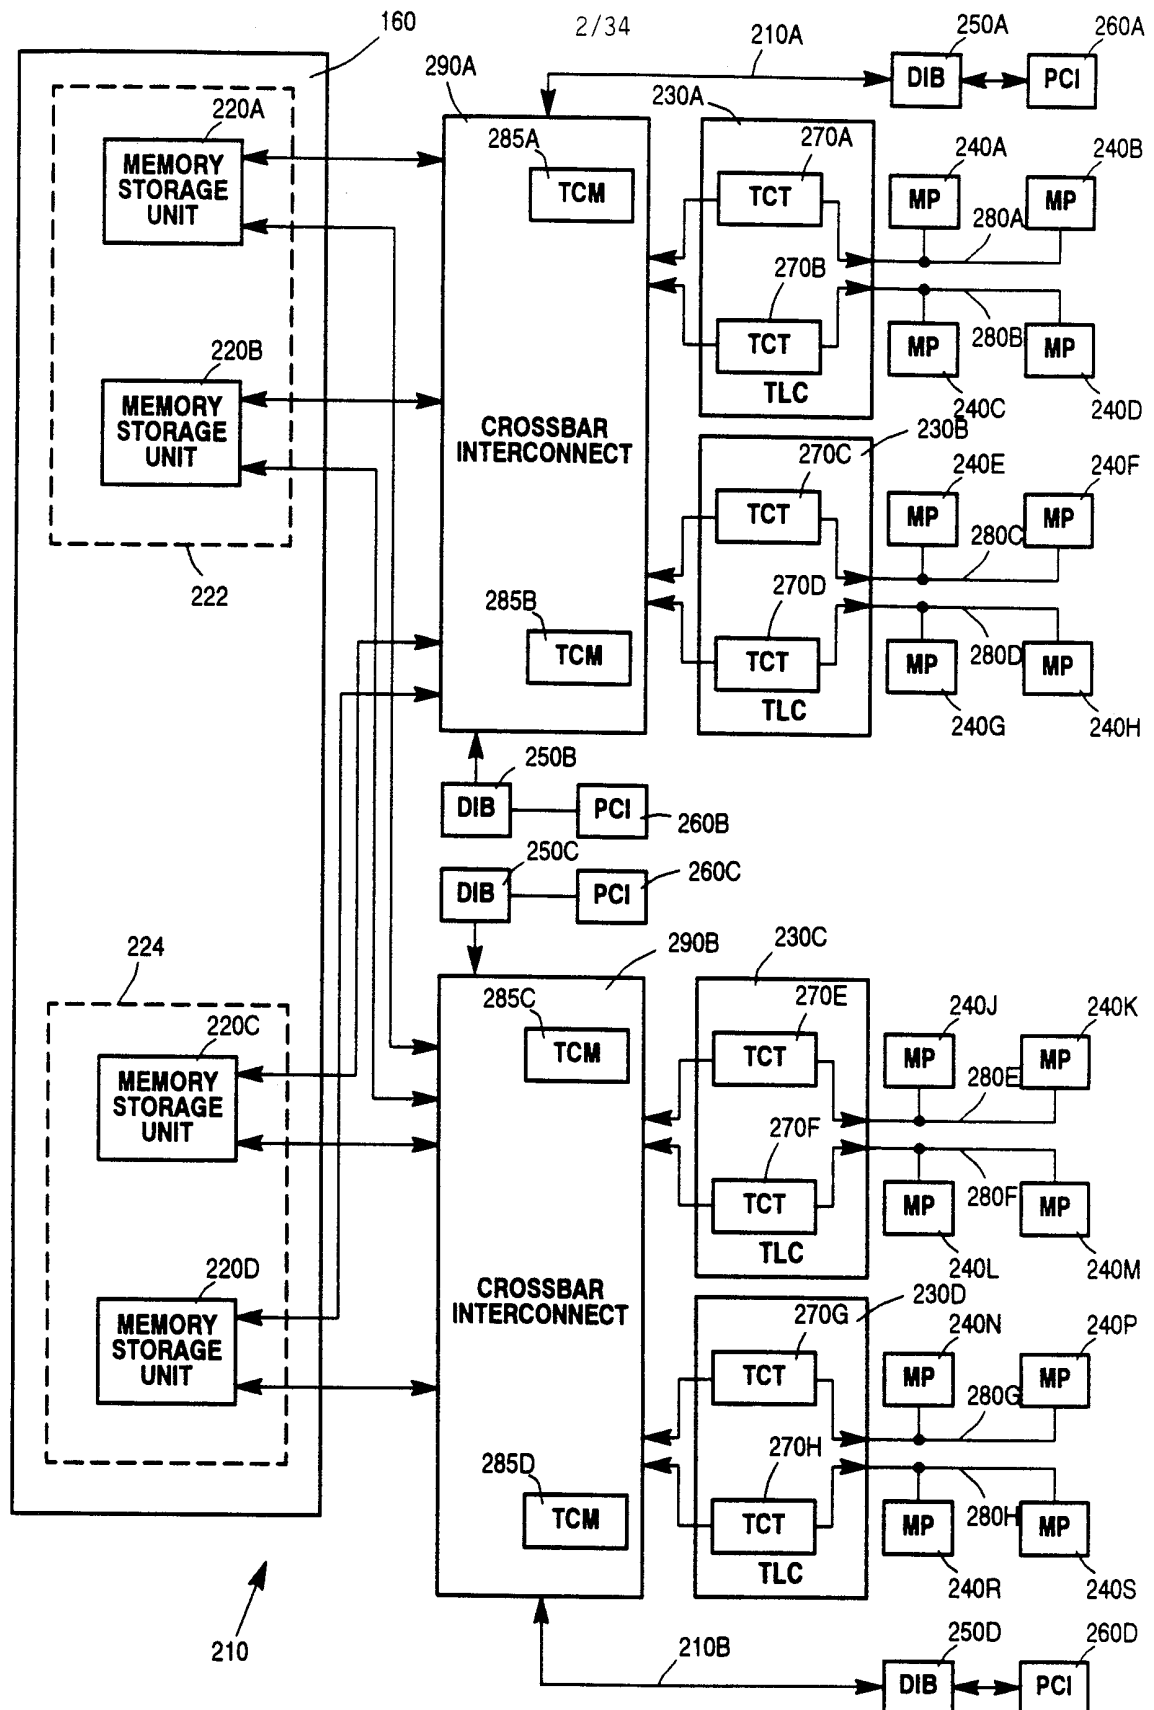 2/34
160
210A
250A
260A
290A
DIB
PCI
230A
220A
285A
270A
240A
240B
MEMORY
STORAGE
UNIT
TCM
TCT
MP
MP
280A
270B
220B
TCT
280B
MP
MP
TLC
MEMORY
STORAGE
UNIT
240C
240D
CROSSBAR
INTERCONNECT
230B
270C
240E
240F
TCT
MP
MP
280C
222
270D
285B
TCM
TCT
280D
MP
MP
TLC
240G
240H
250B
DIB
PCI
260B
250C
260C
DIB
PCI
224
290B
230C
285C
270E
240J
240K
220C
TCM
TCT
MP
MP
280E
MEMORY
STORAGE
UNIT
270F
TCT
280F
MP
MP
TLC
240L
240M
220D
CROSSBAR
INTERCONNECT
230D
270G
240N
240P
MEMORY
STORAGE
UNIT
TCT
MP
MP
280G
270H
285D
TCM
TCT
280H
MP
MP
TLC
240R
240S
210
210B
250D
260D
DIB
PCI